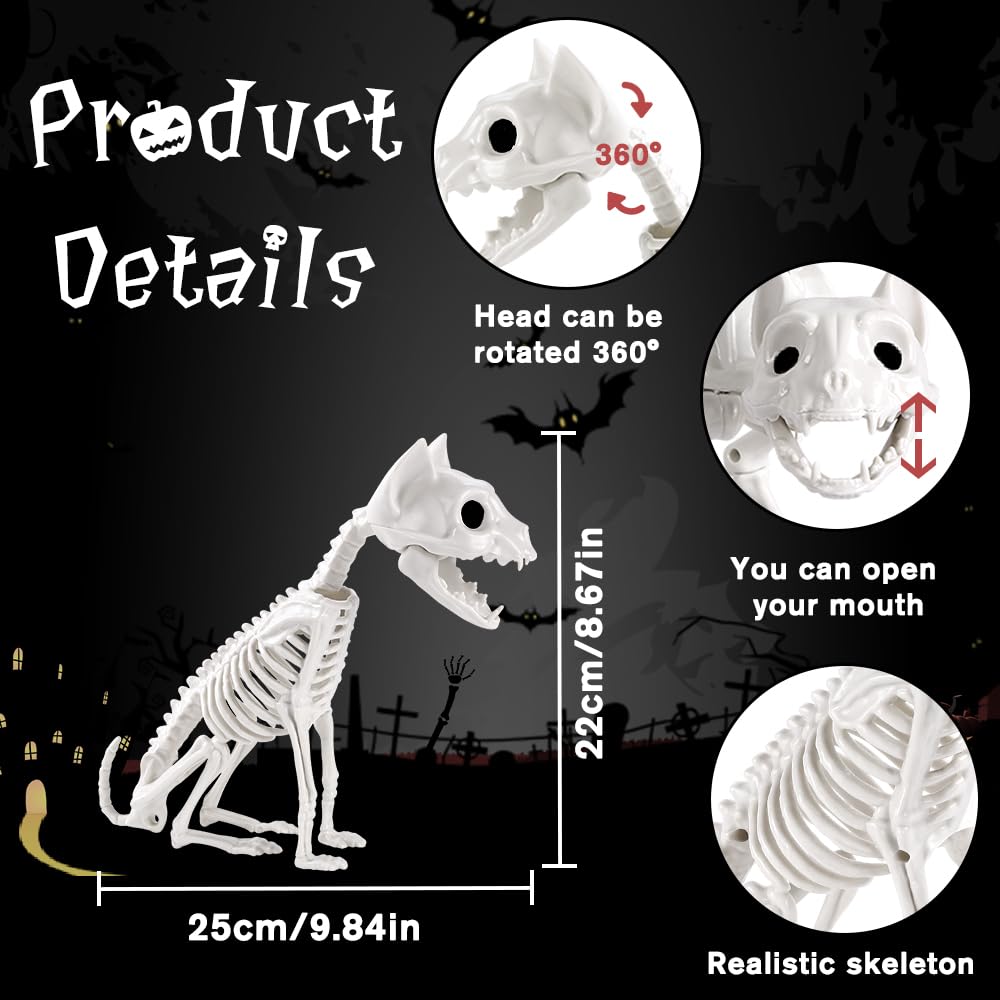 Product
Details
360°
Head can be
rotated 360°
You can open
your mouth
22cm/8.67in
25cm/9.84in
Realistic skeleton